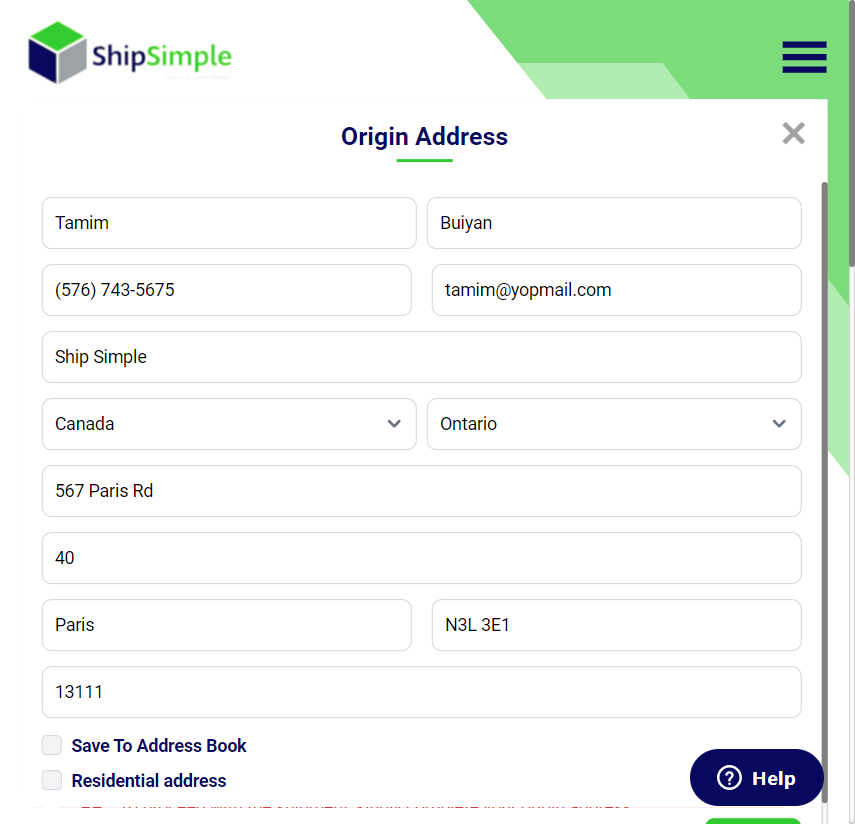 ShipSimple
Origin Address
Tamim
Buiyan
(576) 743-5675
tamim@yopmail.com
Ship Simple
Canada
Ontario
567 Paris Rd
40
Paris
N3L 3E1
13111
Save To Address Book
Residential address
Help